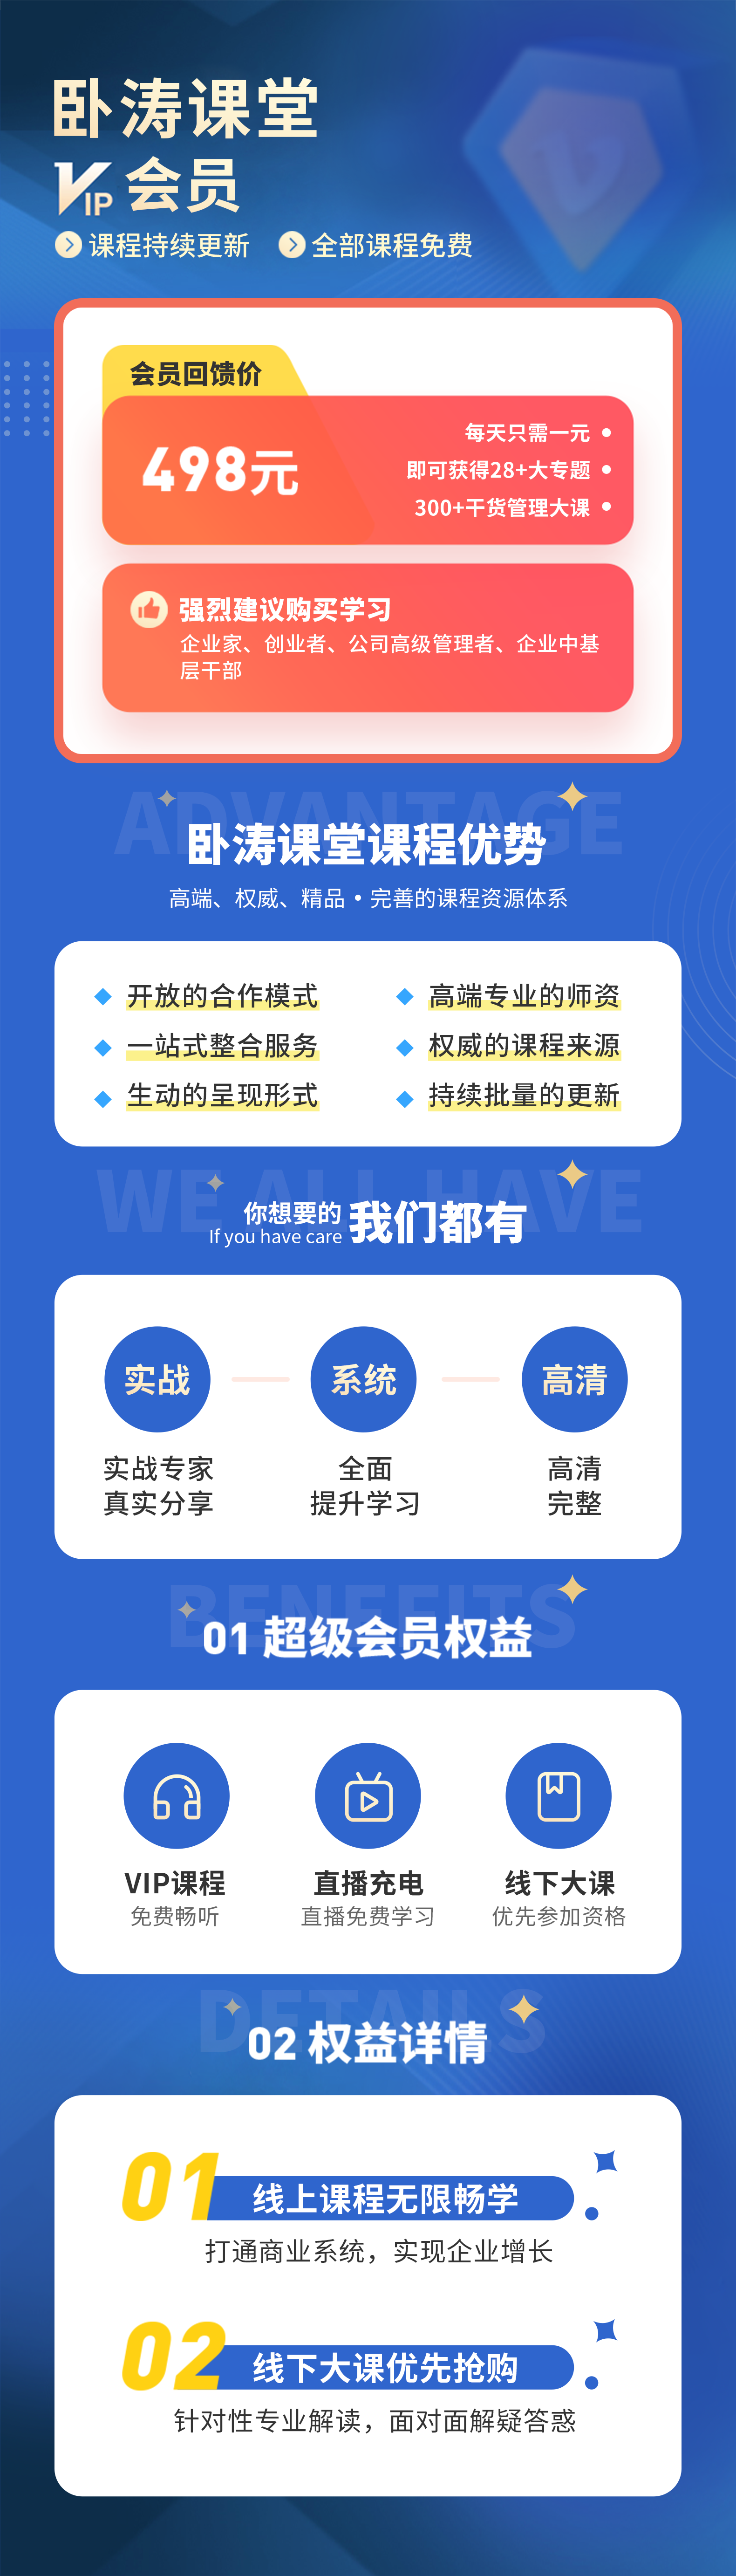 卧涛课堂
VIP会员
课程持续更新 全部课程免费
会员回馈价
498元
每天只需一元
即可获得28+大专题
300+干货管理大课
强烈建议购买学习
企业家、创业者、公司高级管理者、企业中基
层干部
ADVANTAGE
卧涛课堂课程优势
高端、权威、精品•完善的课程资源体系
开放的合作模式 高端专业的师资
一站式整合服务 权威的课程来源
生动的呈现形式 持续批量的更新
WE ALL HAVE
你想要的 我们都有
If you have care
实战 系统 高清
实战专家 全面 高清
真实分享 提升学习 完整
BENEFITS
01 超级会员权益
VIP课程 直播充电 线下大课
免费畅听 直播免费学习 优先参加资格
DETAILS
02 权益详情
01 线上课程无限畅学
打通商业系统，实现企业增长
02 线下大课优先抢购
针对性专业解读，面对面解疑答惑